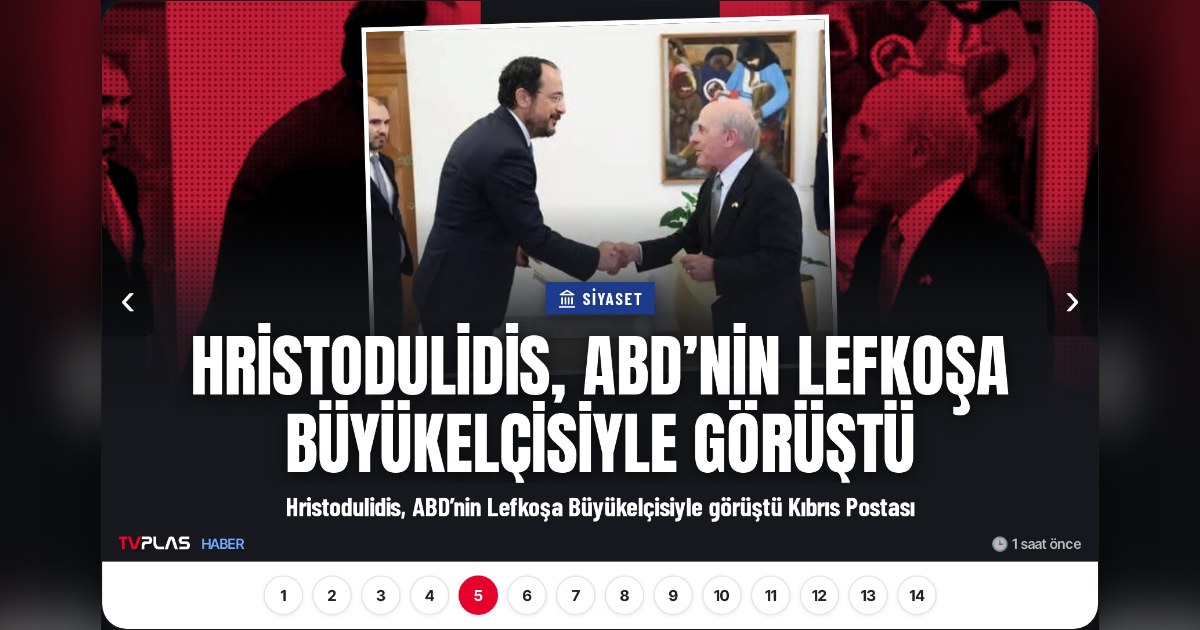 SİYASET
HRİSTODULİDİS, ABD’NİN LEFKOŞA
BÜYÜKELÇİSİYLE GÖRÜŞTÜ
Hristodulidis, ABD’nin Lefkoşa Büyükelçisiyle görüştü Kıbrıs Postası
TVPLAS HABER
1 saat önce
1 2 3 4 5 6 7 8 9 10 11 12 13 14